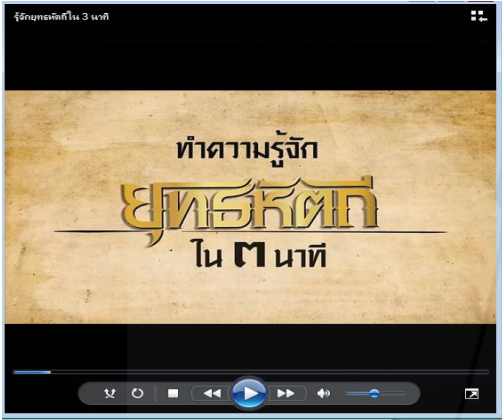 รู้จักยุทธหัตถีใน 3 นาที
ทำความรู้จัก
ยุทธหัตถี
ใน ๓ นาที